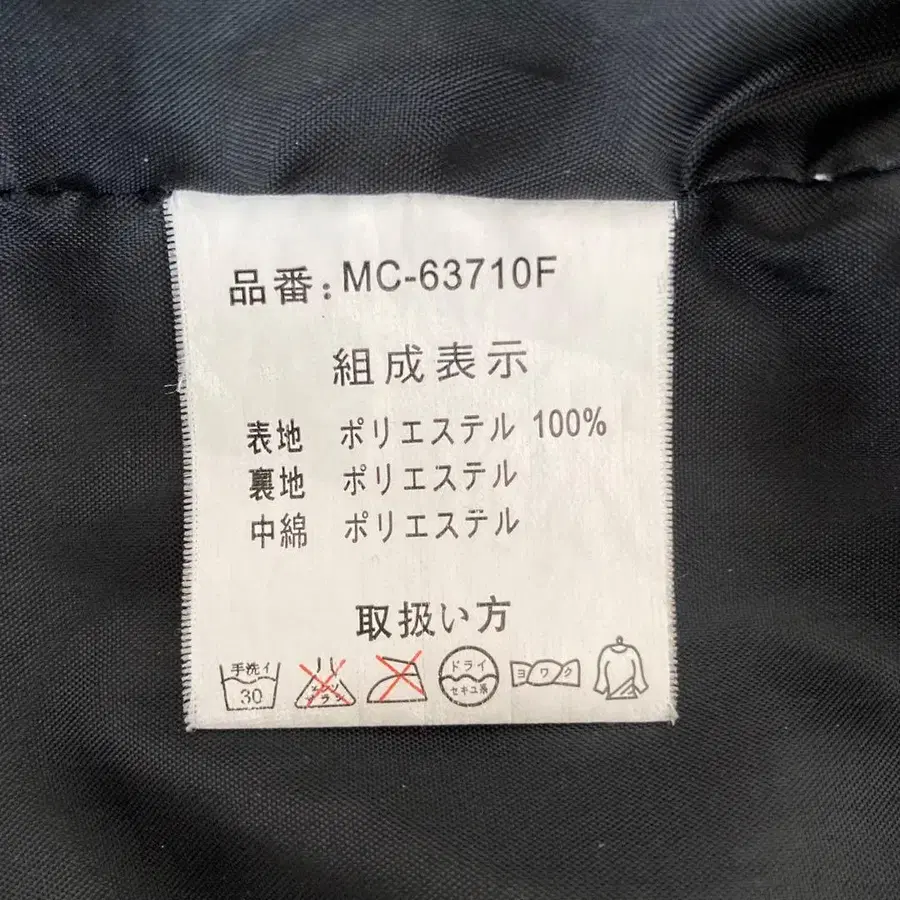 品番: MC-63710F
組成表示
表地 ポリエステル 100%
裏地 ポリエステル
中綿 ポリエステル
取扱い方
手洗イ
30
ドライ
セキユ系
ヨワク